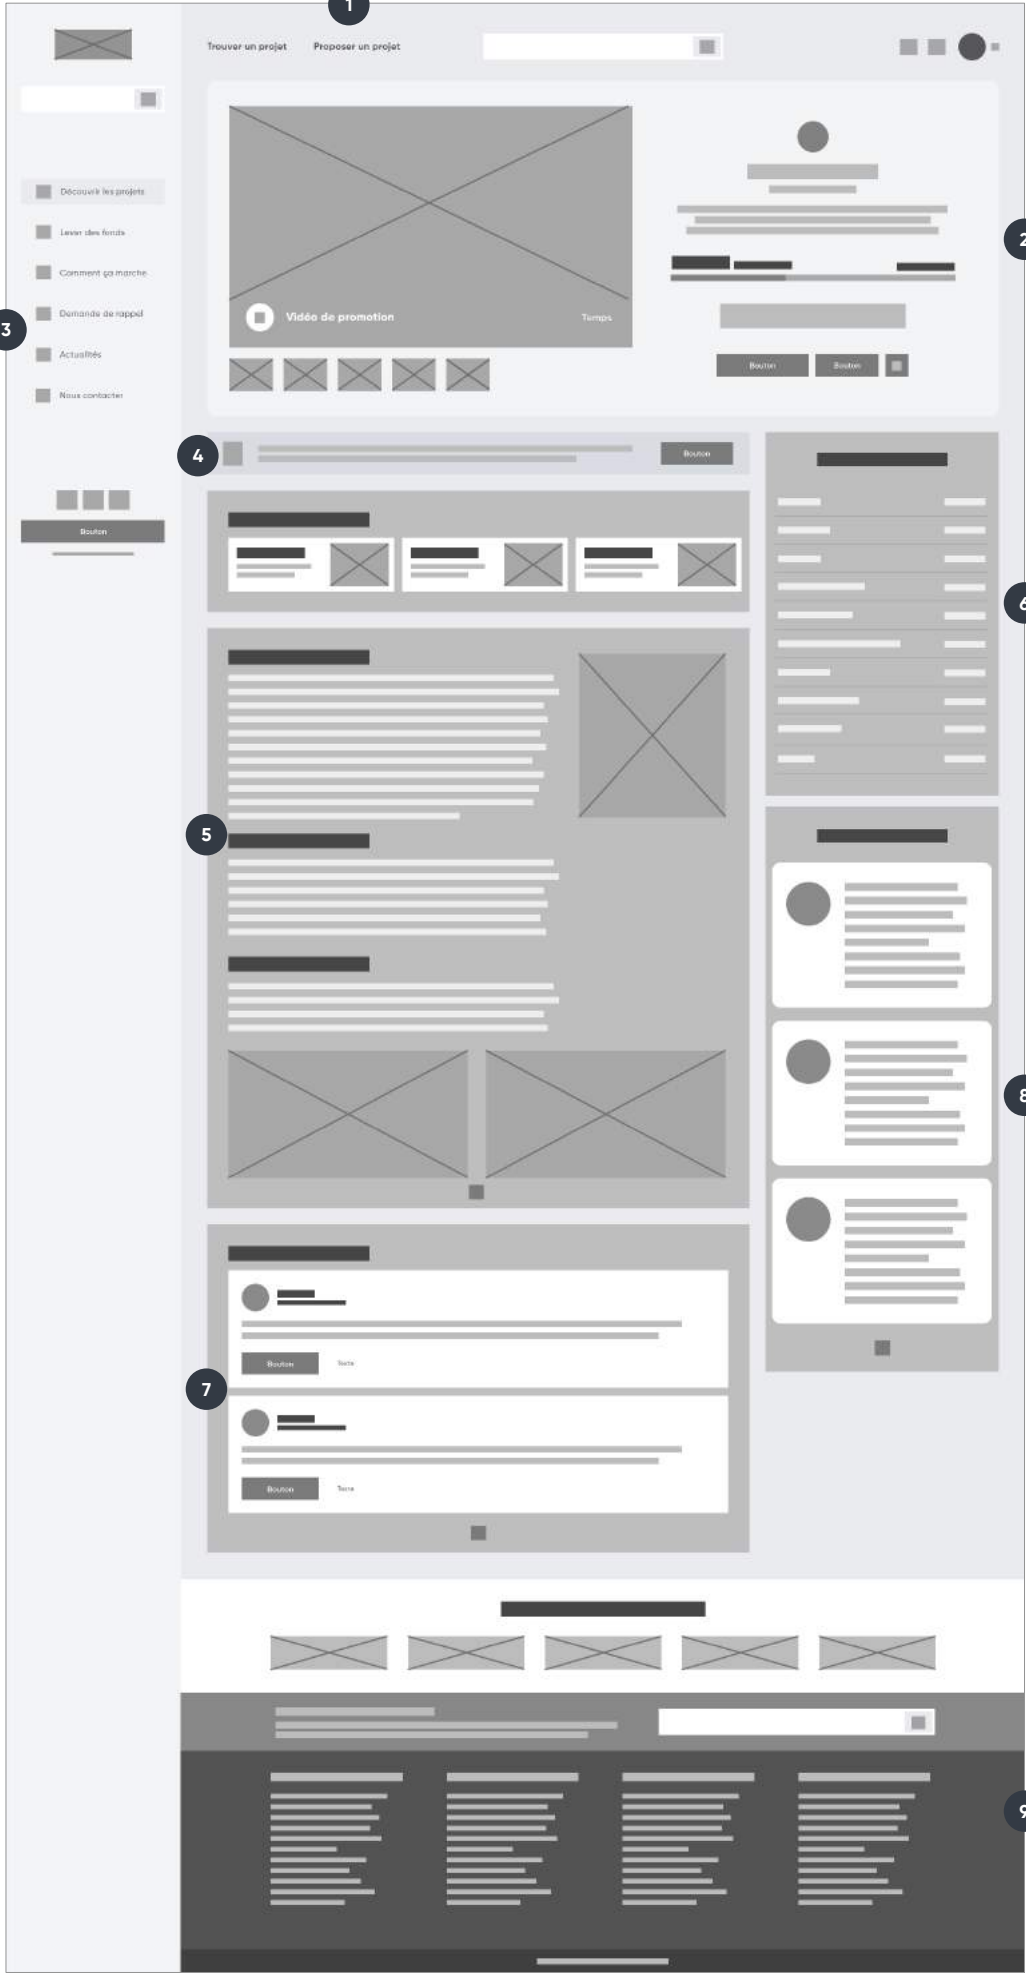 1
Trouver un projet
Proposer un projet
2
Découvrir les projets
Lever des fonds
Comment ça marche
3
Demande de rappel
Actualités
Nous contacter
Vidéo de promotion
Temps
Bouton
Bouton
4
Bouton
Bouton
6
5
8
7
Bouton
Texte
Bouton
Texte
9